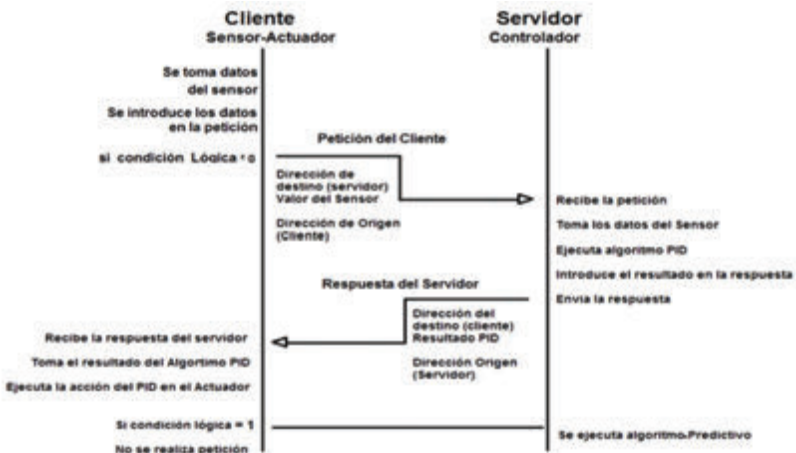 Cliente
Sensor-Actuador
Servidor
Controlador
Se toma datos
del sensor
Se introduce los datos
en la petición
si condición Lógica = 0
Petición del Cliente
Dirección de
destino (servidor)
Valor del Sensor
Dirección de Origen
(Cliente)
Recibe la petición
Toma los datos del Sensor
Ejecuta algoritmo PID
Introduce el resultado en la respuesta
Envia la respuesta
Respuesta del Servidor
Dirección del
destino (cliente)
Resultado PID
Dirección Origen
(Servidor)
Recibe la respuesta del servidor
Toma el resultado del Algortimo PID
Ejecuta la acción del PID en el Actuador
Si condición lógica = 1
No se realiza petición
Se ejecuta algoritmo Predictivo